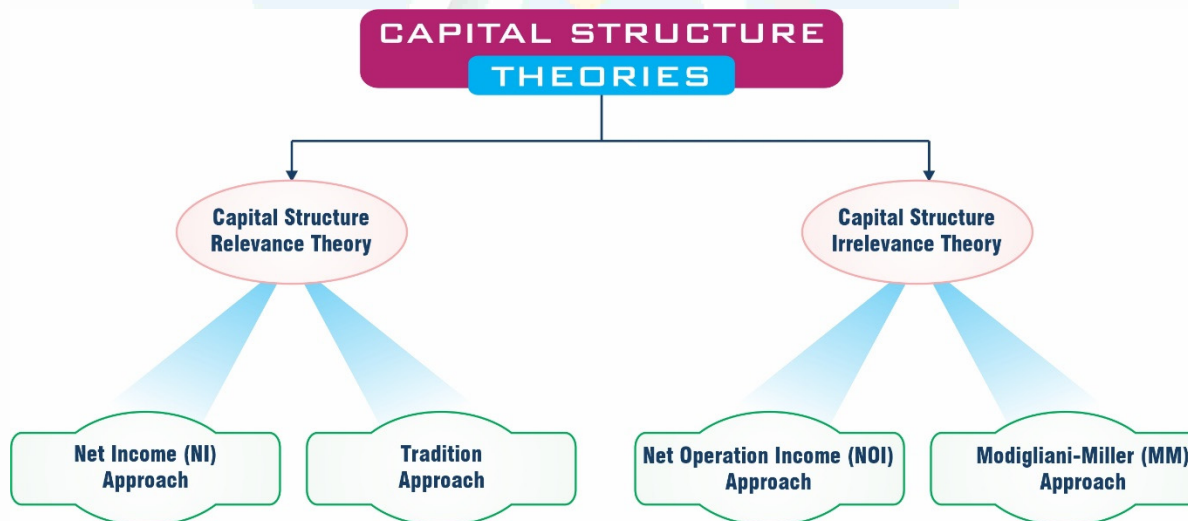 CAPITAL STRUCTURE
THEORIES
Capital Structure
Relevance Theory
Capital Structure
Irrelevance Theory
Net Income (NI)
Approach
Tradition
Approach
Net Operation Income (NOI)
Approach
Modigliani-Miller (MM)
Approach